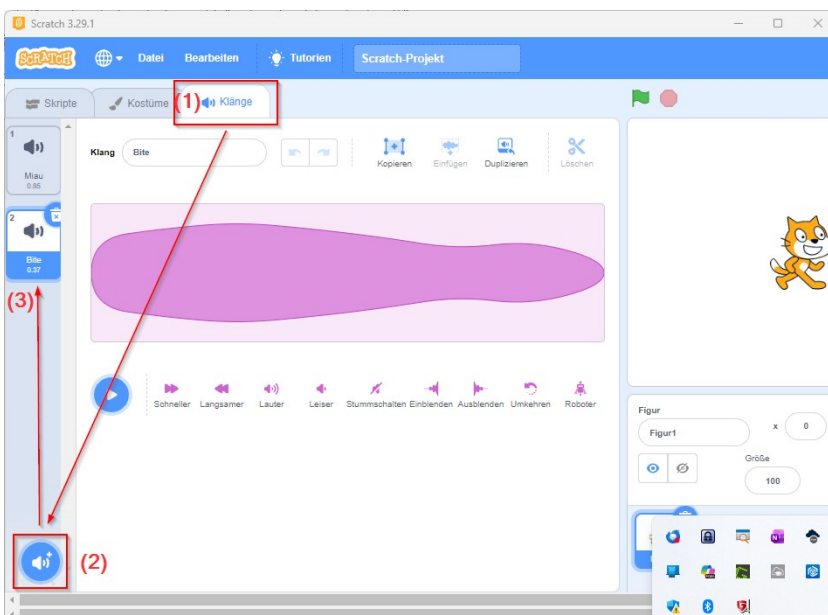 Scratch 3.29.1
SCRATCH Datei Bearbeiten Tutorien Scratch-Projekt
Skripte Kostüme (1) Klänge
1
Miau
0.85
2
Bite
0.37
(3)
Klang Bite Kopieren Einfügen Duplizieren Löschen
Schneller Langsamer Lauter Leiser Stummschalten Einblenden Ausblenden Umkehren Roboter
(2)
Figur
Figur1 x 0
Größe
100